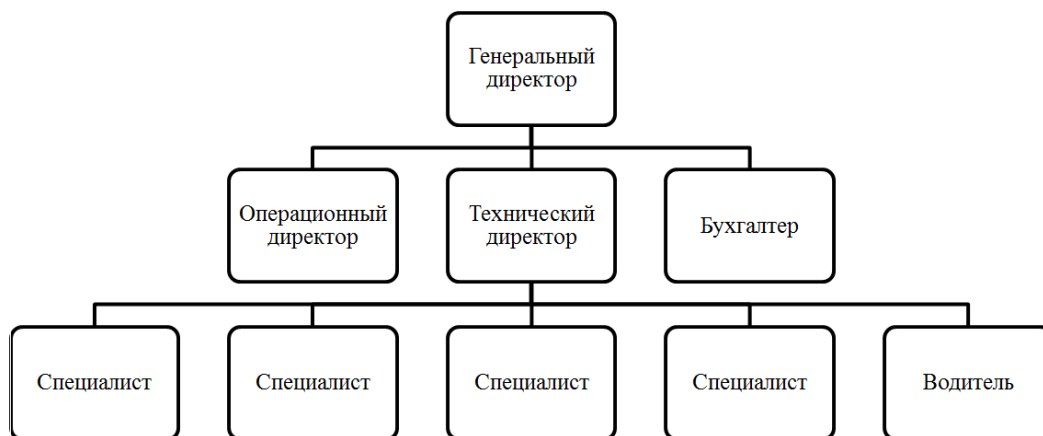 Генеральный
директор
Операционный
директор
Технический
директор
Бухгалтер
Специалист
Специалист
Специалист
Специалист
Водитель